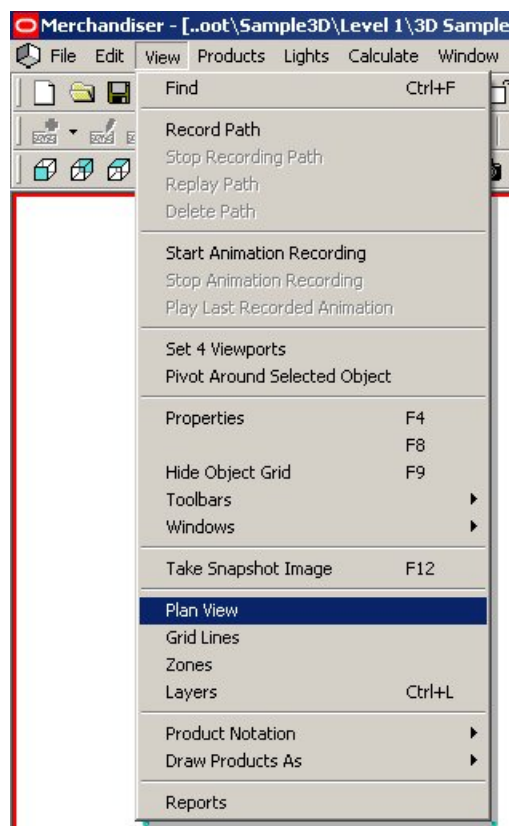 Merchandiser - [..oot\Sample3D\Level 1\3D Sample
File Edit View Products Lights Calculate Window
Find Ctrl+F
Record Path
Stop Recording Path
Replay Path
Delete Path
Start Animation Recording
Stop Animation Recording
Play Last Recorded Animation
Set 4 Viewports
Pivot Around Selected Object
Properties F4
F8
Hide Object Grid F9
Toolbars
Windows
Take Snapshot Image F12
Plan View
Grid Lines
Zones
Layers Ctrl+L
Product Notation
Draw Products As
Reports